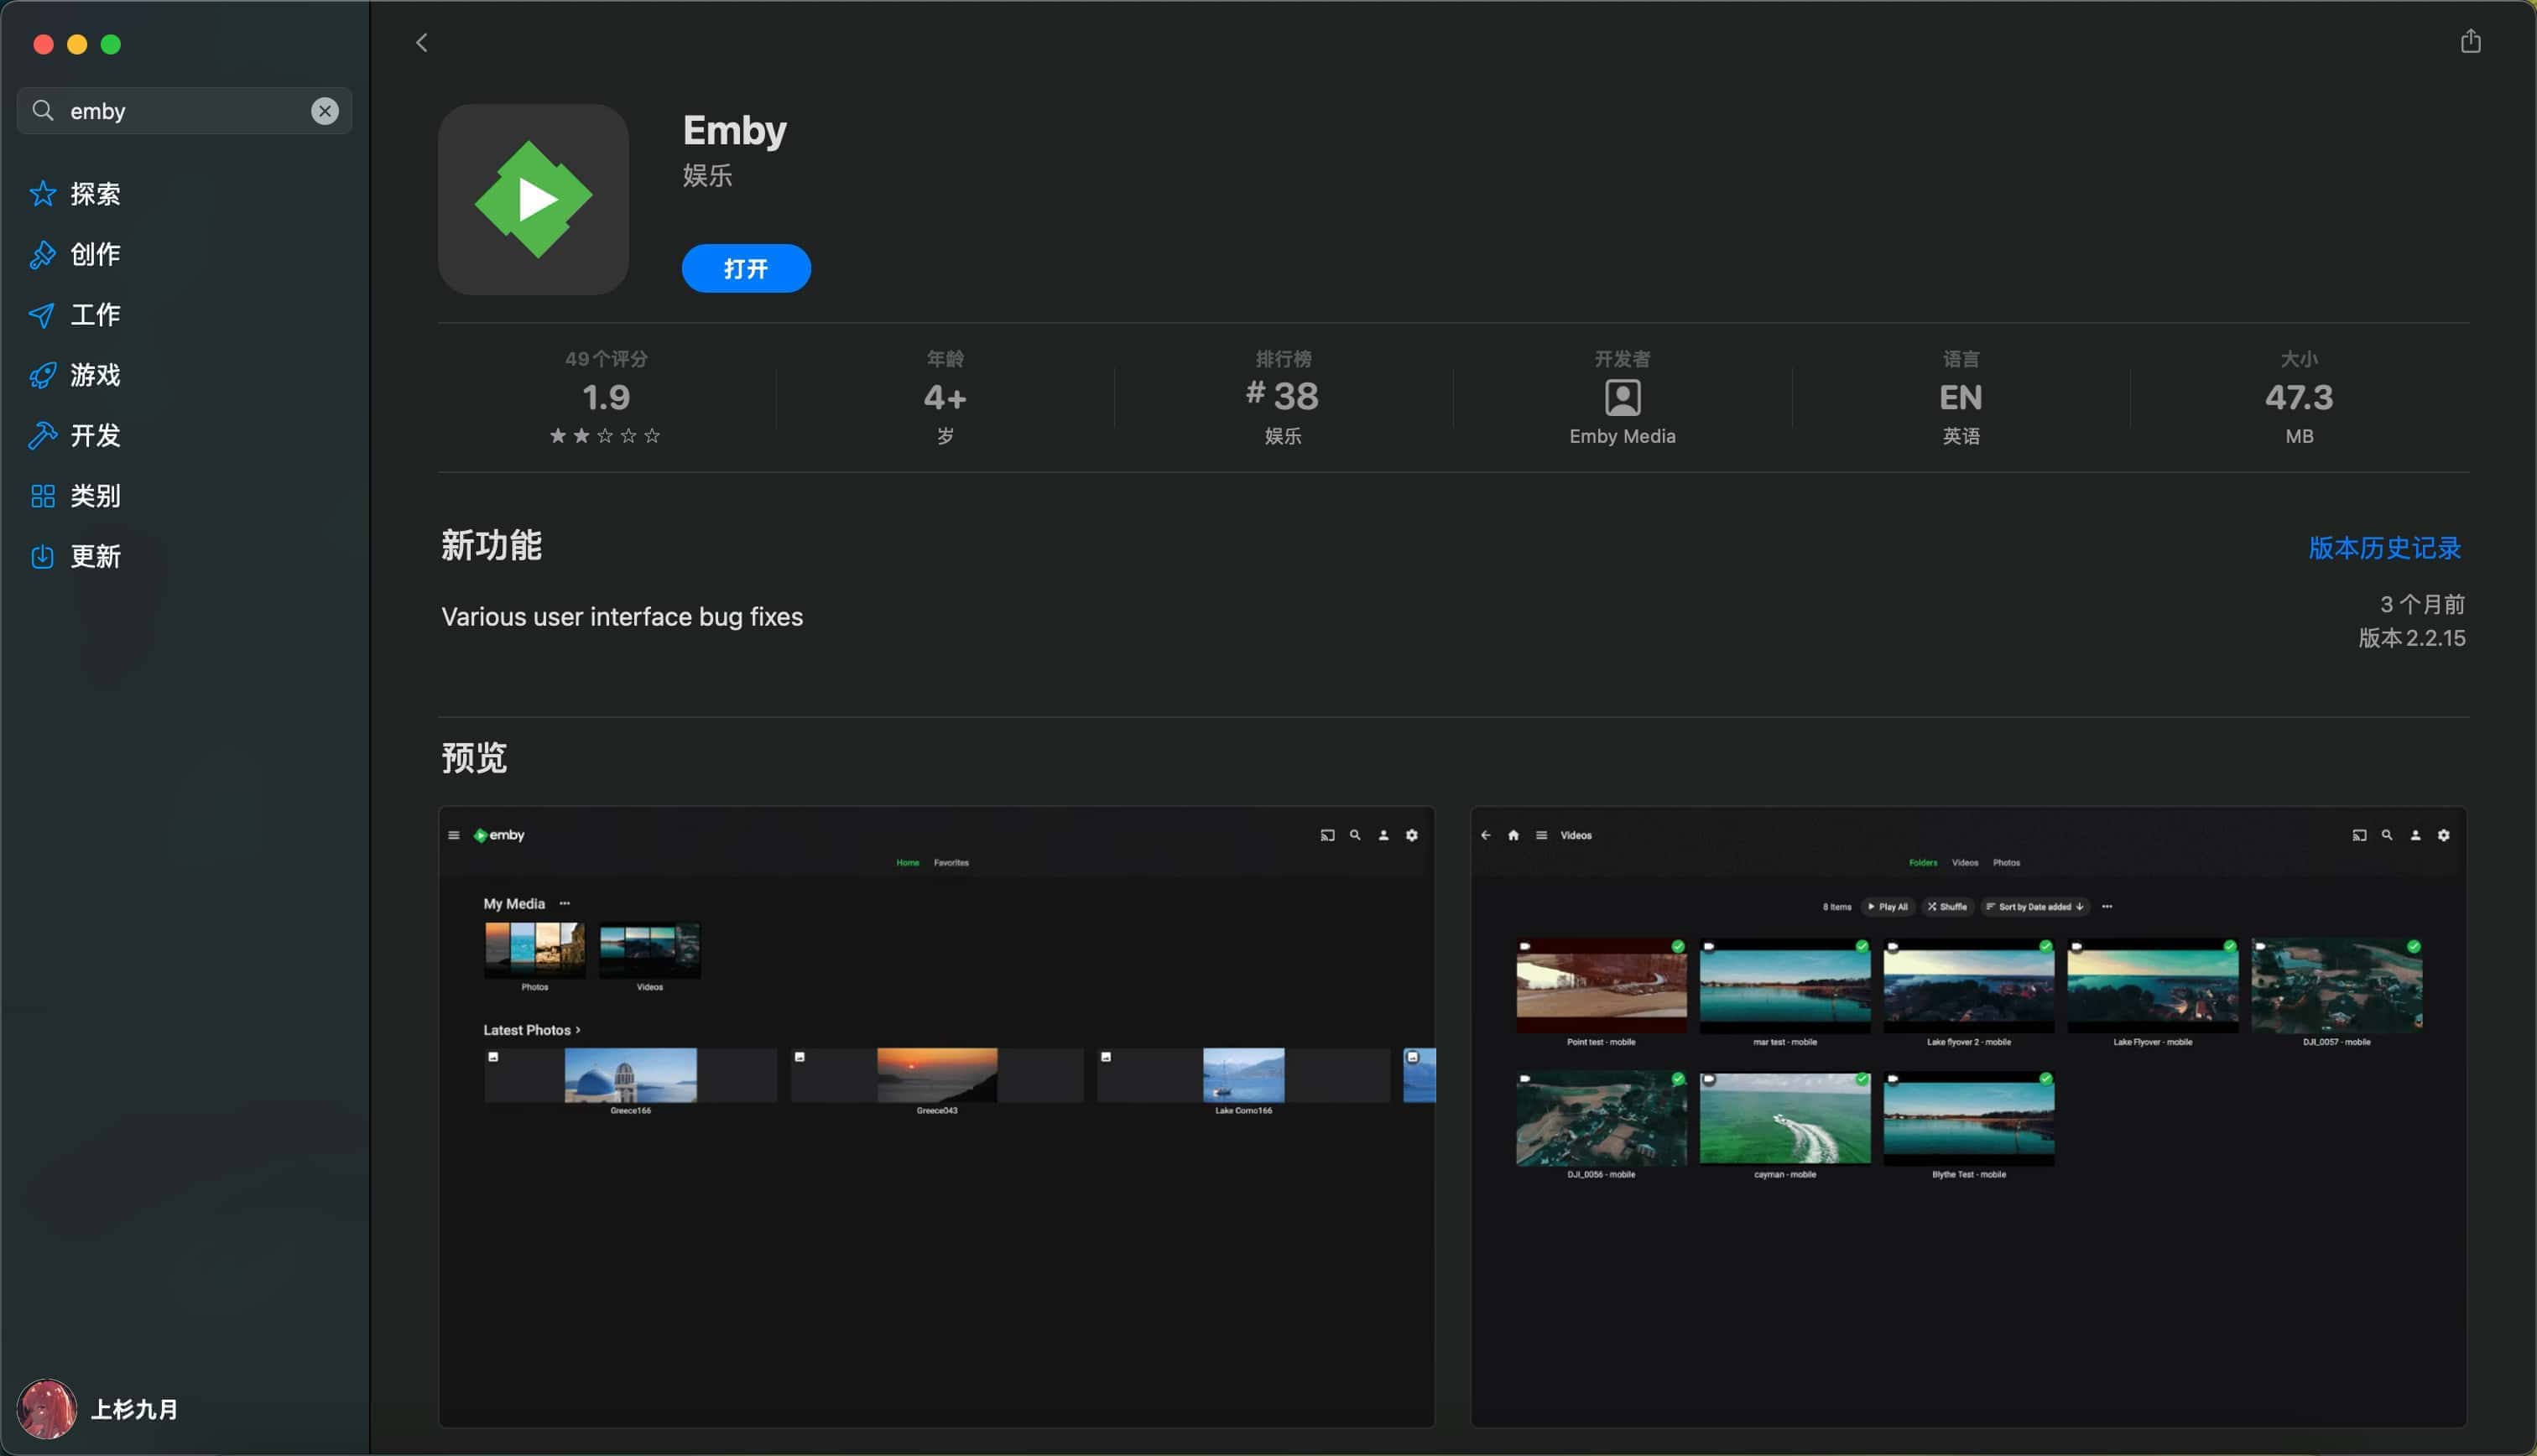 emby
探索
创作
工作
游戏
开发
类别
更新
上杉九月
Emby
娱乐
打开
49个评分
1.9
年龄
4+
岁
排行榜
#38
娱乐
开发者
Emby Media
语言
EN
英语
大小
47.3
MB
新功能
版本历史记录
Various user interface bug fixes
3 个月前
版本 2.2.15
预览
emby
Home Favorites
My Media
Photos Videos
Latest Photos
Greece166 Greece043 Lake Como166
Videos
Folders Videos Photos
8 Items Play All Shuffle Sort by Date added
Point test - mobile mar test - mobile Lake flyover 2 - mobile Lake Flyover - mobile DJI_0057 - mobile
DJI_0056 - mobile cayman - mobile Blythe Test - mobile